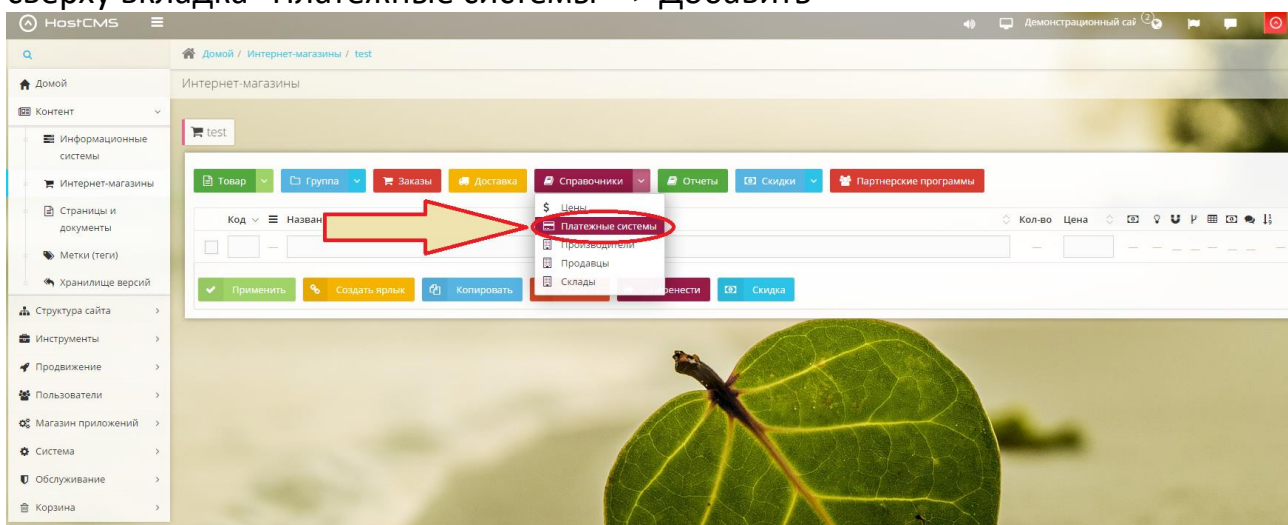 сверху вкладка "Платежные системы" -> Добавить
HostCMS
Демонстрационный сай 2
Домой / Интернет-магазины / test
Домой
Интернет-магазины
Контент
test
Информационные системы
Интернет-магазины
Товар Группа Заказы Доставка Справочники Отчеты Скидки Партнерские программы
Страницы и документы
Цены
Код Назван Кол-во Цена
Платежные системы
Метки (теги)
Производители
Продавцы
Хранилище версий
Склады
Применить Создать ярлык Копировать ренести Скидка
Структура сайта
Инструменты
Продвижение
Пользователи
Магазин приложений
Система
Обслуживание
Корзина